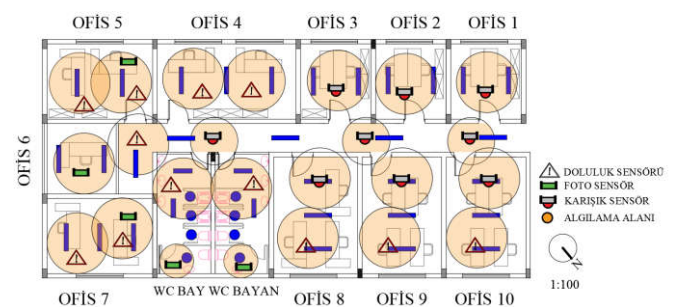 OFİS 5 OFİS 4 OFİS 3 OFİS 2 OFİS 1
OFİS 6
DOLULUK SENSÖRÜ
FOTO SENSÖR
KARIŞIK SENSÖR
ALGILAMA ALANI
N
1:100
OFİS 7 WC BAY WC BAYAN OFİS 8 OFİS 9 OFİS 10